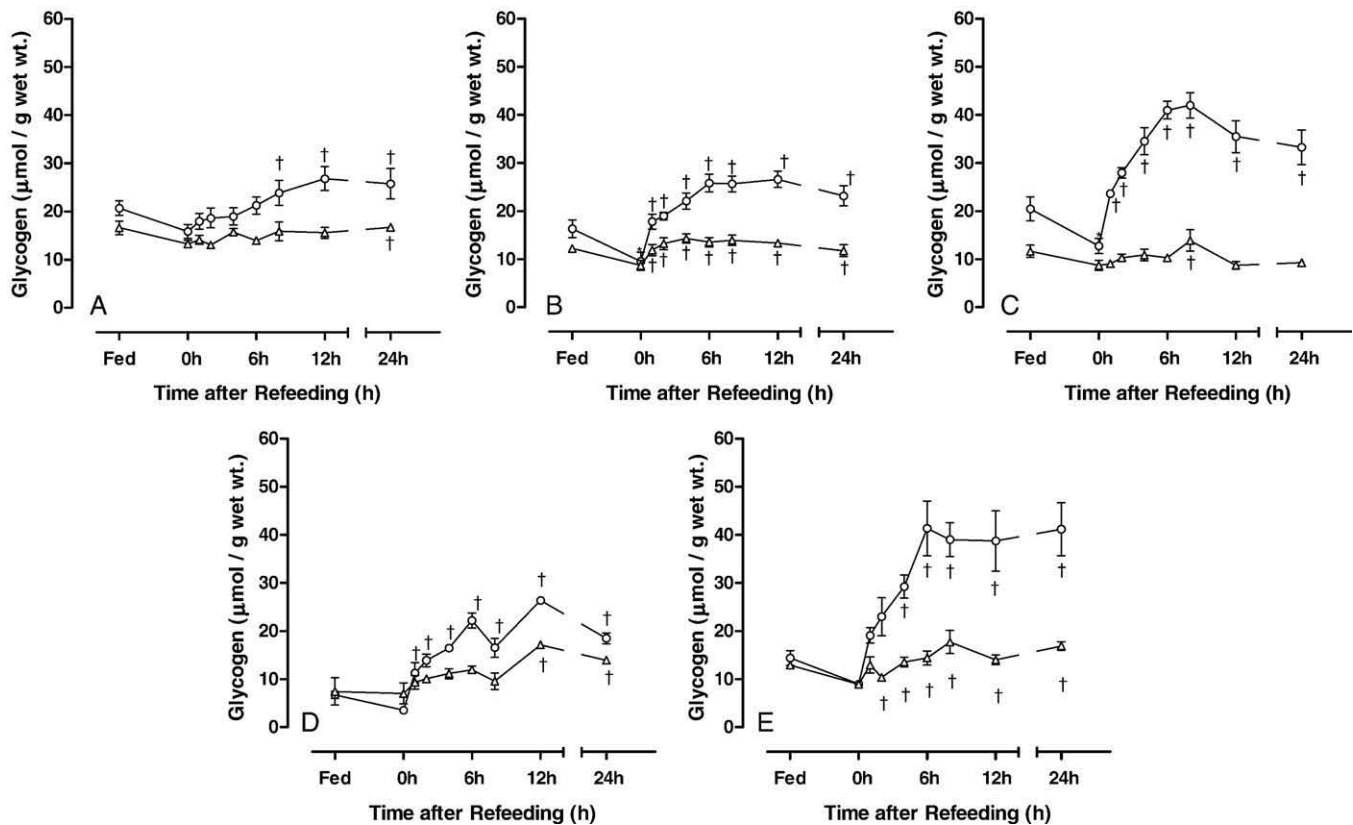 Glycogen (μmol / g wet wt.)
60
50
40
30
20
10
0
A
Fed 0h 6h 12h 24h
Time after Refeeding (h)
Glycogen (μmol / g wet wt.)
60
50
40
30
20
10
0
B
Fed 0h 6h 12h 24h
Time after Refeeding (h)
Glycogen (μmol / g wet wt.)
60
50
40
30
20
10
0
C
Fed 0h 6h 12h 24h
Time after Refeeding (h)
Glycogen (μmol / g wet wt.)
60
50
40
30
20
10
0
D
Fed 0h 6h 12h 24h
Time after Refeeding (h)
Glycogen (μmol / g wet wt.)
60
50
40
30
20
10
0
E
Fed 0h 6h 12h 24h
Time after Refeeding (h)